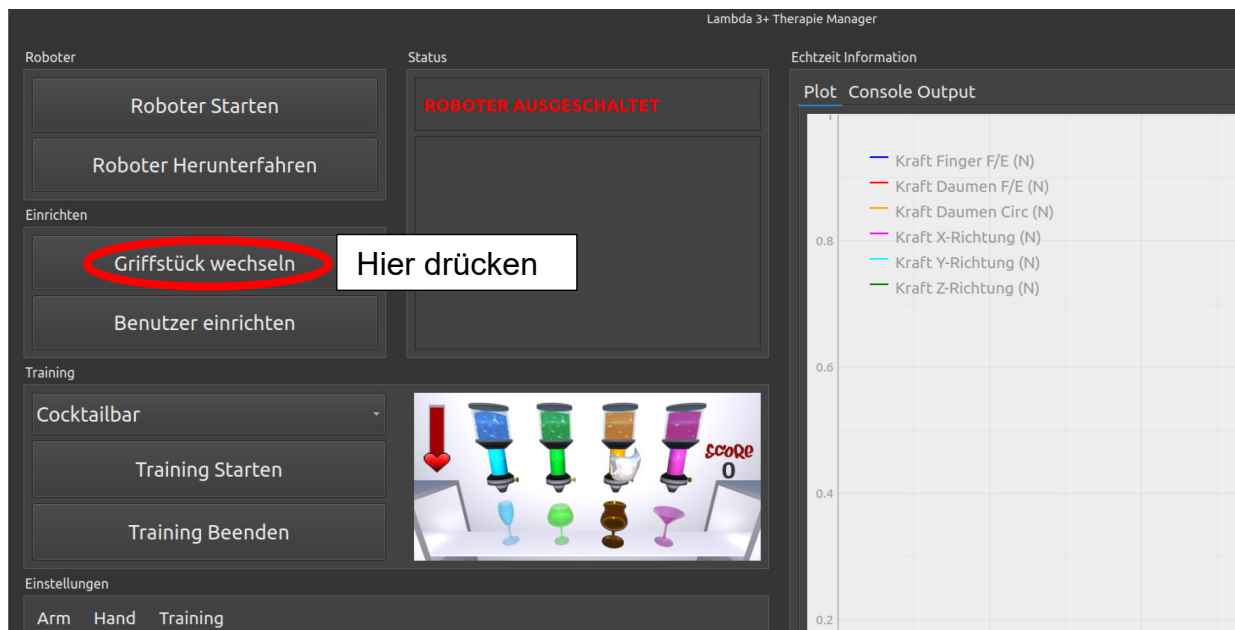 Lambda 3+ Therapie Manager
Roboter
Roboter Starten
Roboter Herunterfahren
Einrichten
Griffstück wechseln
Hier drücken
Benutzer einrichten
Status
ROBOTER AUSGESCHALTET
Training
Cocktailbar
Training Starten
Training Beenden
SCORE
0
Einstellungen
Arm Hand Training
Echtzeit Information
Plot Console Output
1
Kraft Finger F/E (N)
Kraft Daumen F/E (N)
Kraft Daumen Circ (N)
Kraft X-Richtung (N)
Kraft Y-Richtung (N)
Kraft Z-Richtung (N)
0.8
0.6
0.4
0.2